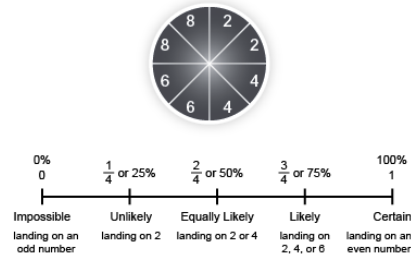 8 2
8 2
6 4
6 4
0% 1/4 or 25% 2/4 or 50% 3/4 or 75% 100%
0 1
Impossible Unlikely Equally Likely Likely Certain
landing on an landing on 2 landing on 2 or 4 landing on landing on an
odd number 2, 4, or 6 even number